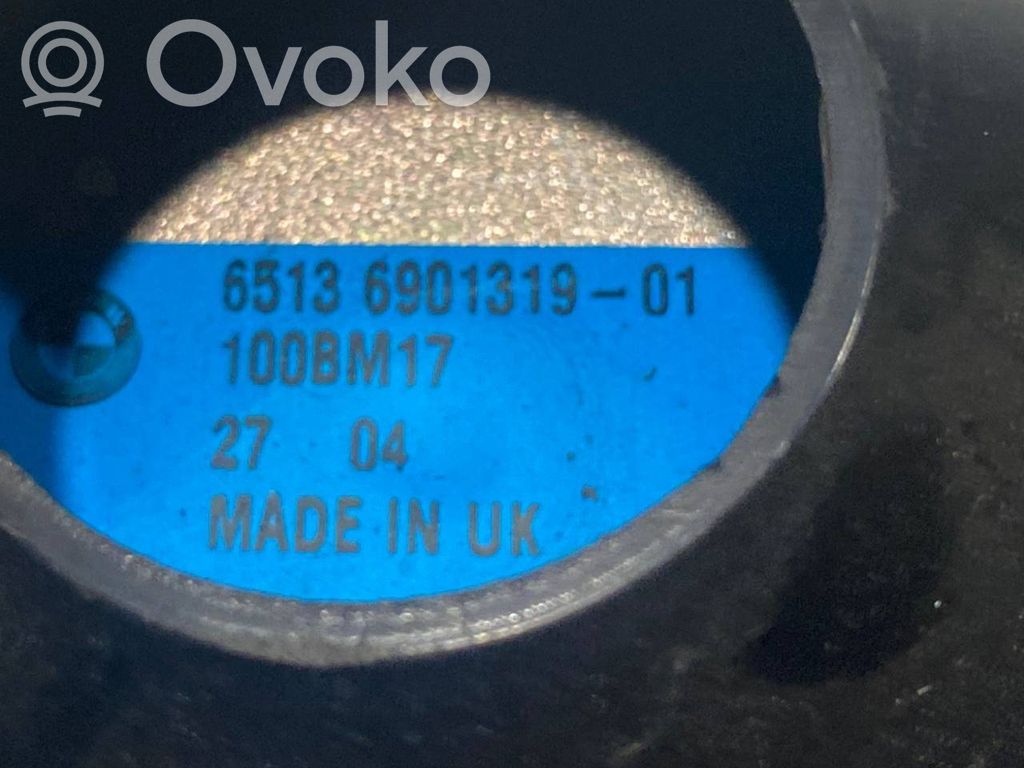 Ovoko
6513 6901319-01
100BM17
27 04
MADE IN UK